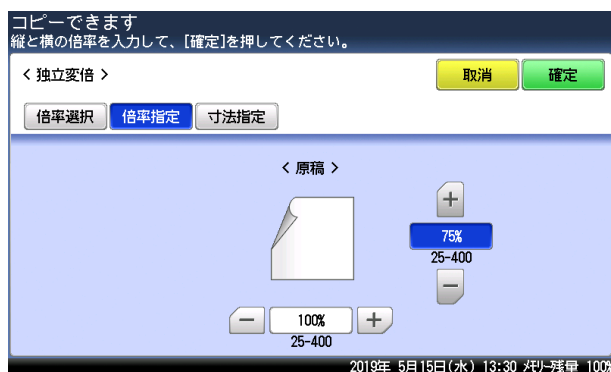 コピーできます
縦と横の倍率を入力して、[確定]を押してください。
< 独立変倍 >
取消
確定
倍率選択
倍率指定
寸法指定
< 原稿 >
+
75%
25-400
−
− 100% +
25-400
2019年 5月15日(水) 13:30 ﾒﾓﾘｰ残量 100%